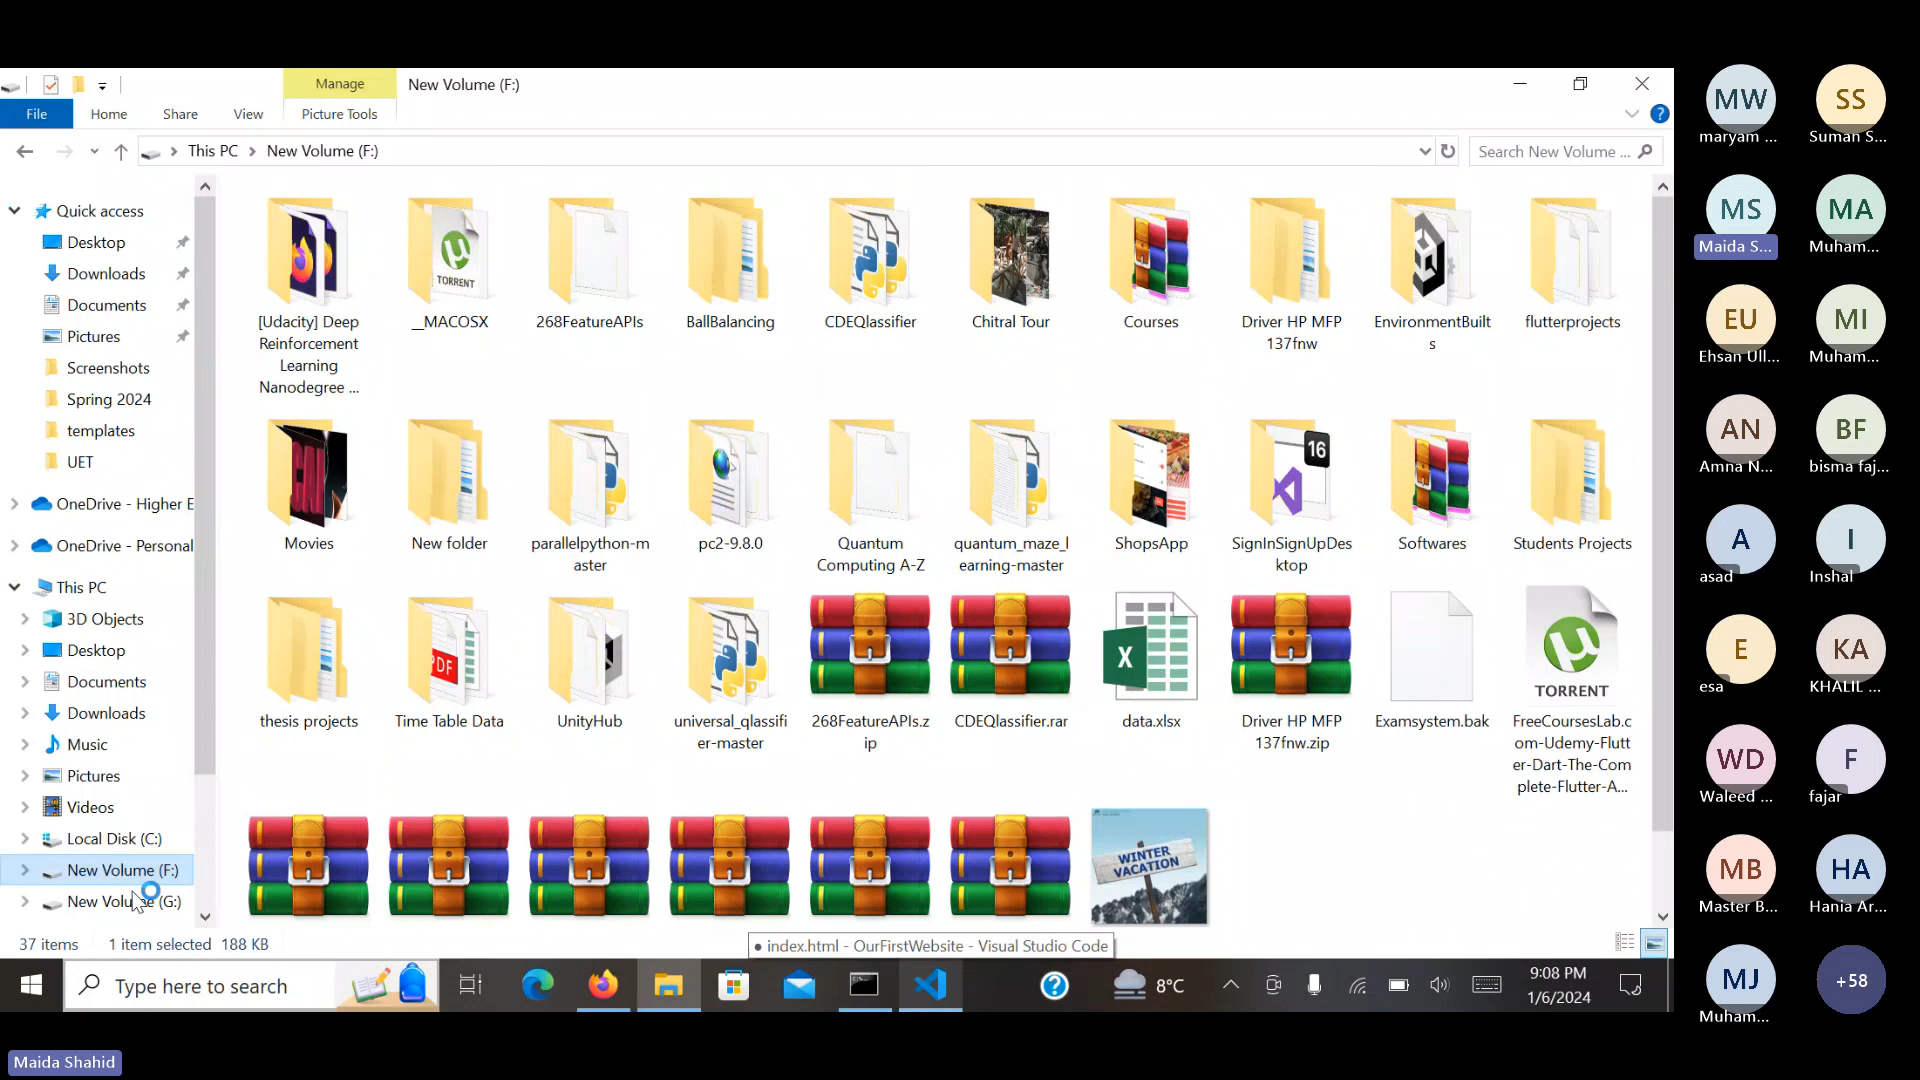 Manage
New Volume (F:)
File
Home
Share
View
Picture Tools
This PC
New Volume (F:)
Search New Volume ...
Quick access
Desktop
Downloads
Documents
Pictures
Screenshots
Spring 2024
templates
UET
OneDrive - Higher E
OneDrive - Personal
This PC
3D Objects
Desktop
Documents
Downloads
Music
Pictures
Videos
Local Disk (C:)
New Volume (F:)
New Volume (G:)
[Udacity] Deep
Reinforcement
Learning
Nanodegree ...
TORRENT
__MACOSX
268FeatureAPIs
BallBalancing
CDEQlassifier
Chitral Tour
Courses
Driver HP MFP
137fnw
EnvironmentBuilt
s
flutterprojects
Movies
New folder
parallelpython-m
aster
pc2-9.8.0
Quantum
Computing A-Z
quantum_maze_l
earning-master
ShopsApp
16
SignInSignUpDes
ktop
Softwares
Students Projects
thesis projects
PDF
Time Table Data
UnityHub
universal_qlassifi
er-master
268FeatureAPIs.z
ip
CDEQlassifier.rar
X
data.xlsx
Driver HP MFP
137fnw.zip
Examsystem.bak
TORRENT
FreeCoursesLab.c
om-Udemy-Flutt
er-Dart-The-Com
plete-Flutter-A...
WINTER
VACATION
37 items
1 item selected 188 KB
● index.html - OurFirstWebsite - Visual Studio Code
Type here to search
8°C
9:08 PM
1/6/2024
MW
maryam ...
SS
Suman S...
MS
Maida S...
MA
Muham...
EU
Ehsan Ull...
MI
Muham...
AN
Amna N...
BF
bisma faj...
A
asad
I
Inshal
E
esa
KA
KHALIL ...
WD
Waleed ...
F
fajar
MB
Master B...
HA
Hania Ar...
MJ
Muham...
+58
Maida Shahid